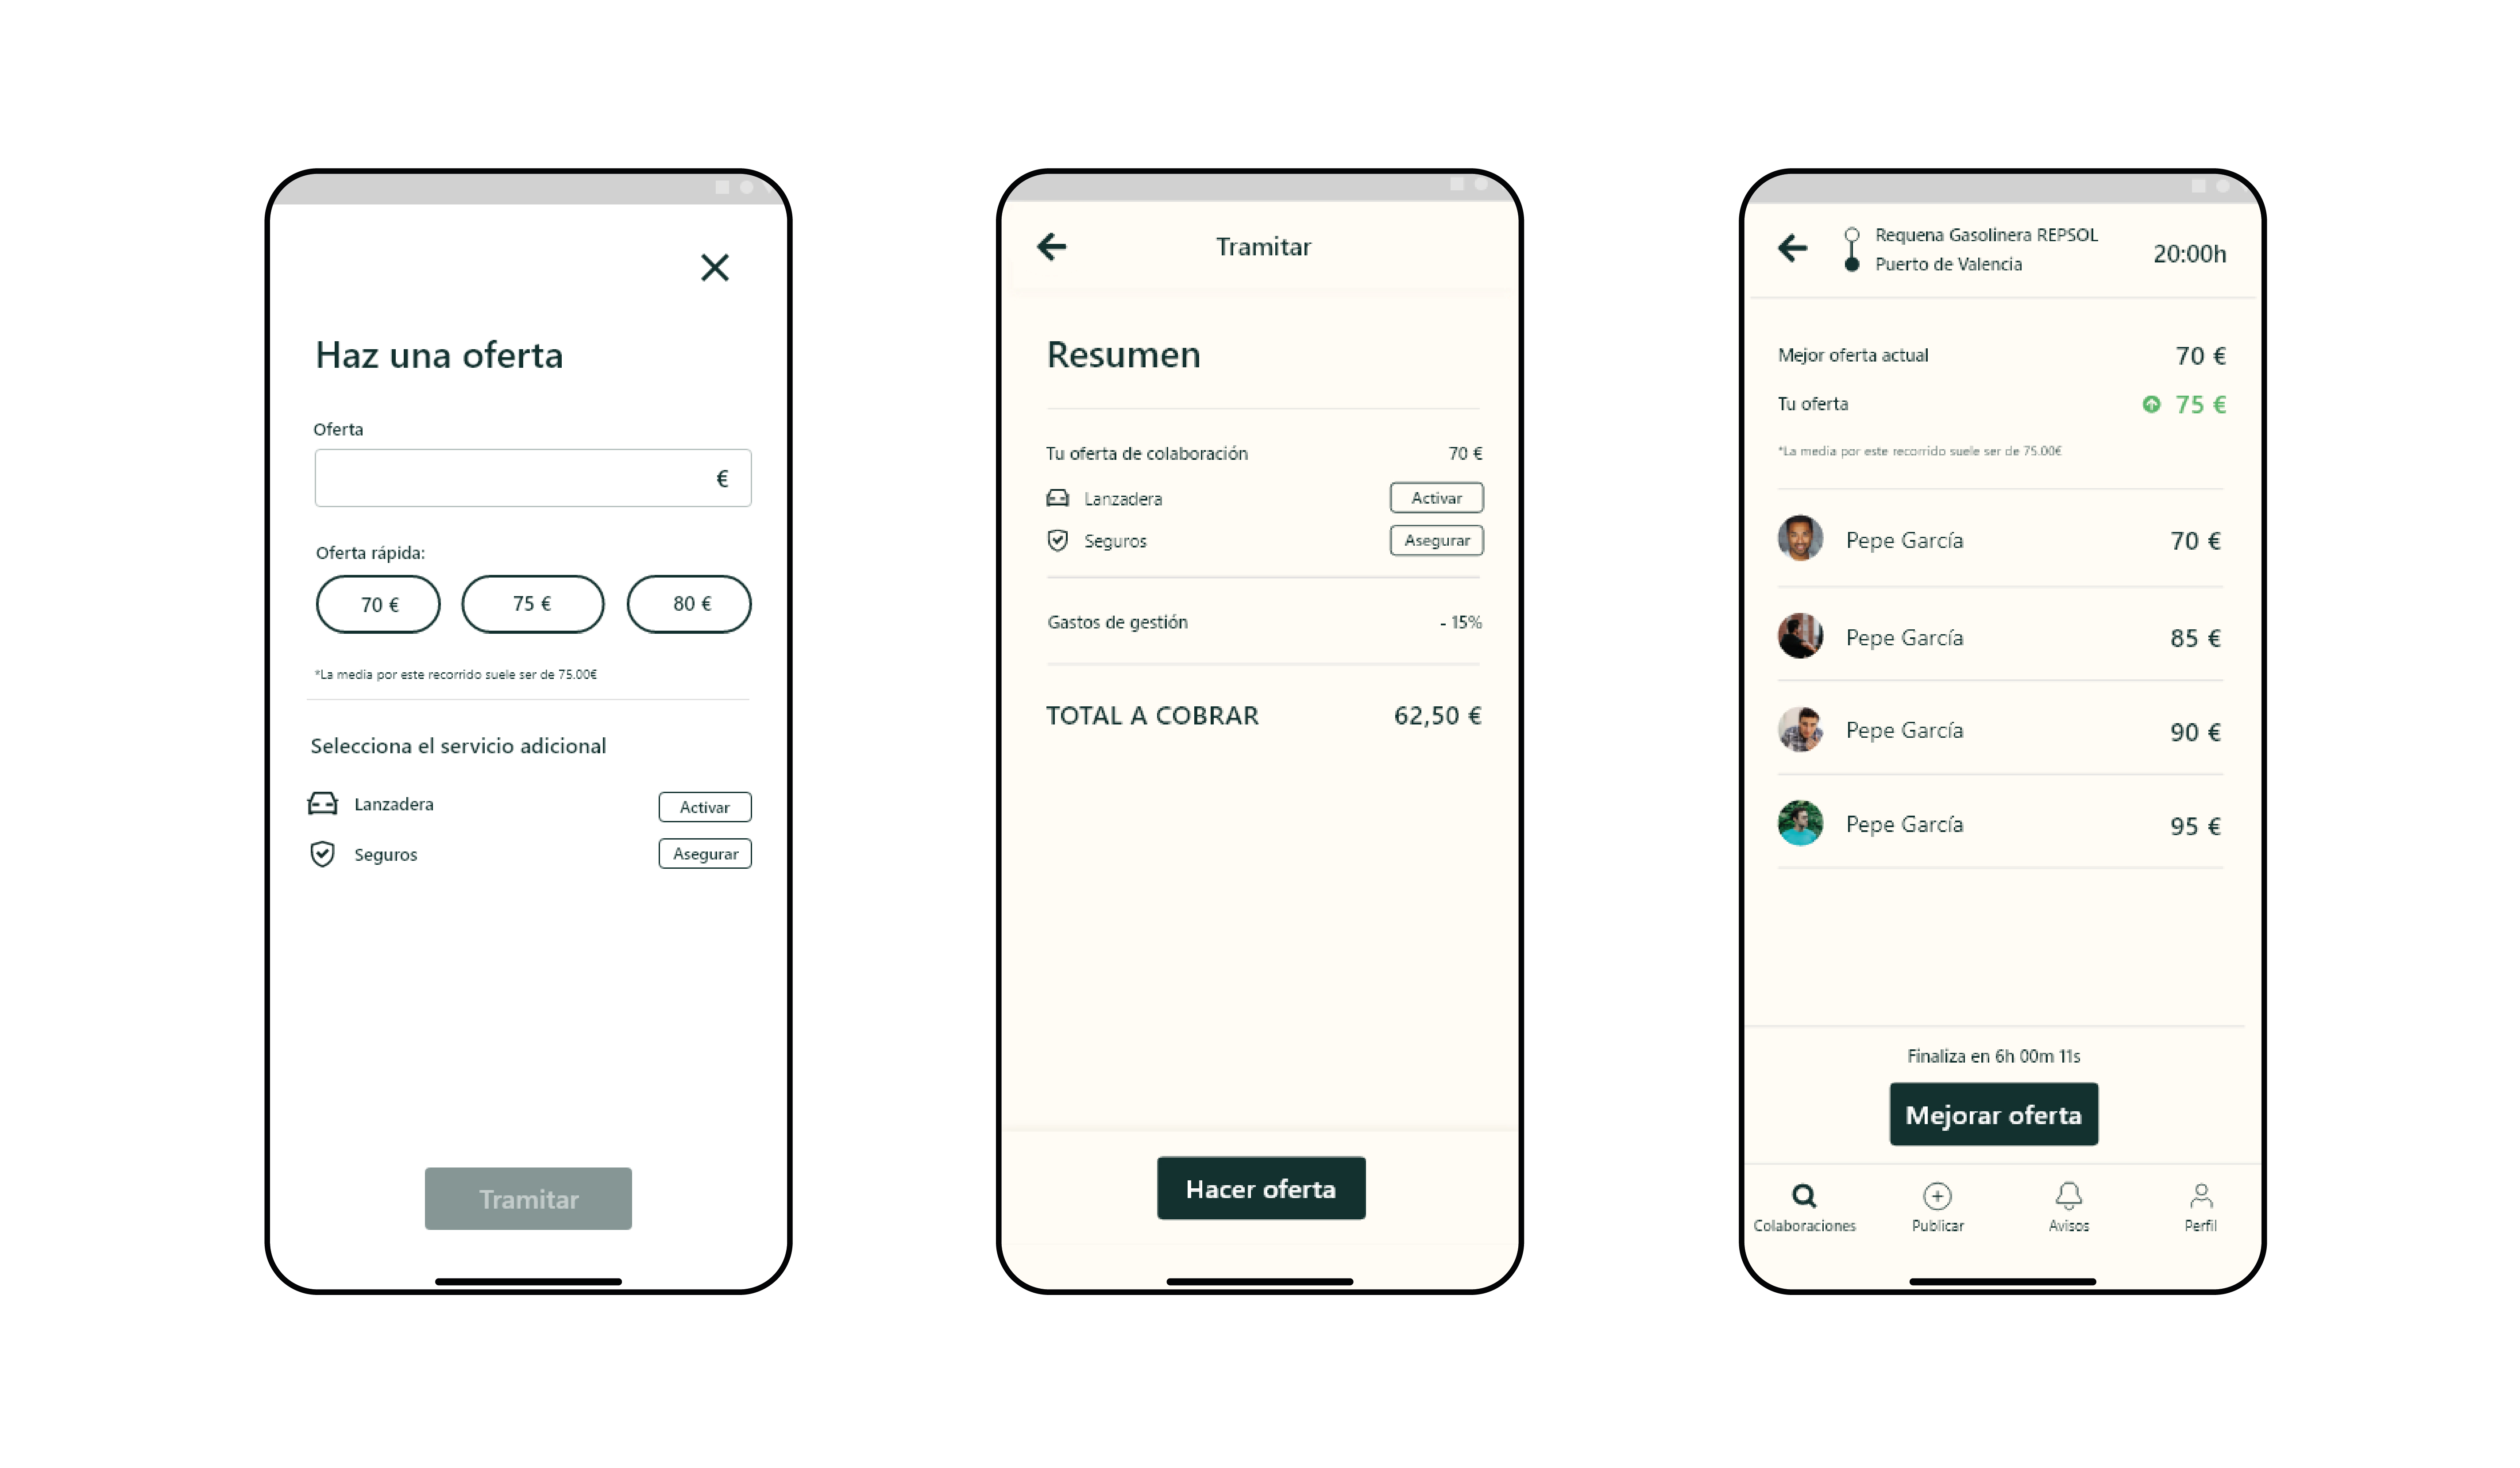 Haz una oferta
Oferta
€
Oferta rápida:
70 €
75 €
80 €
*La media por este recorrido suele ser de 75.00€
Selecciona el servicio adicional
Lanzadera
Activar
Seguros
Asegurar
Tramitar
Tramitar
Resumen
Tu oferta de colaboración 70 €
Lanzadera
Activar
Seguros
Asegurar
Gastos de gestión - 15%
TOTAL A COBRAR 62,50 €
Hacer oferta
Requena Gasolinera REPSOL
Puerto de Valencia
20:00h
Mejor oferta actual 70 €
Tu oferta 75 €
*La media por este recorrido suele ser de 75.00€
Pepe García 70 €
Pepe García 85 €
Pepe García 90 €
Pepe García 95 €
Finaliza en 6h 00m 11s
Mejorar oferta
Colaboraciones
Publicar
Avisos
Perfil